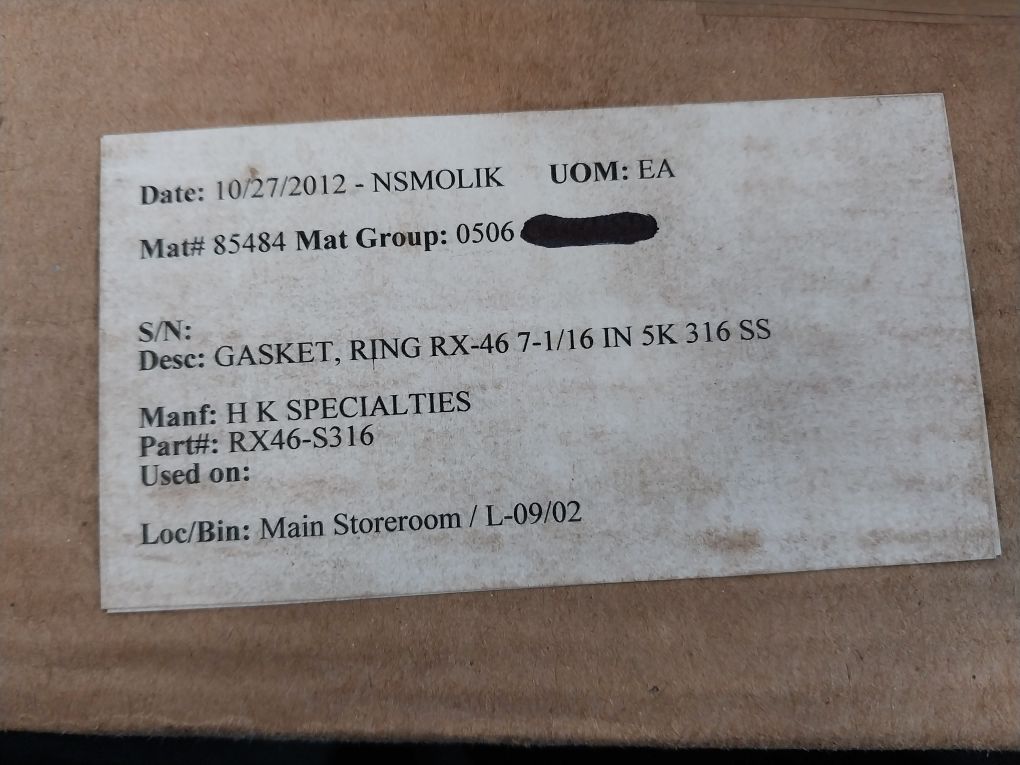 Date: 10/27/2012 - NSMOLIK UOM: EA
Mat# 85484 Mat Group: 0506
S/N:
Desc: GASKET, RING RX-46 7-1/16 IN 5K 316 SS
Manf: H K SPECIALTIES
Part#: RX46-S316
Used on:
Loc/Bin: Main Storeroom / L-09/02